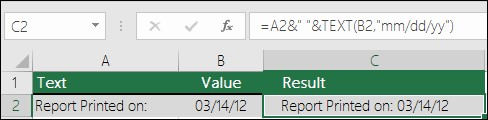 C2 fx =A2&" "&TEXT(B2,"mm/dd/yy")
A B C
1 Text Value Result
2 Report Printed on: 03/14/12 Report Printed on: 03/14/12